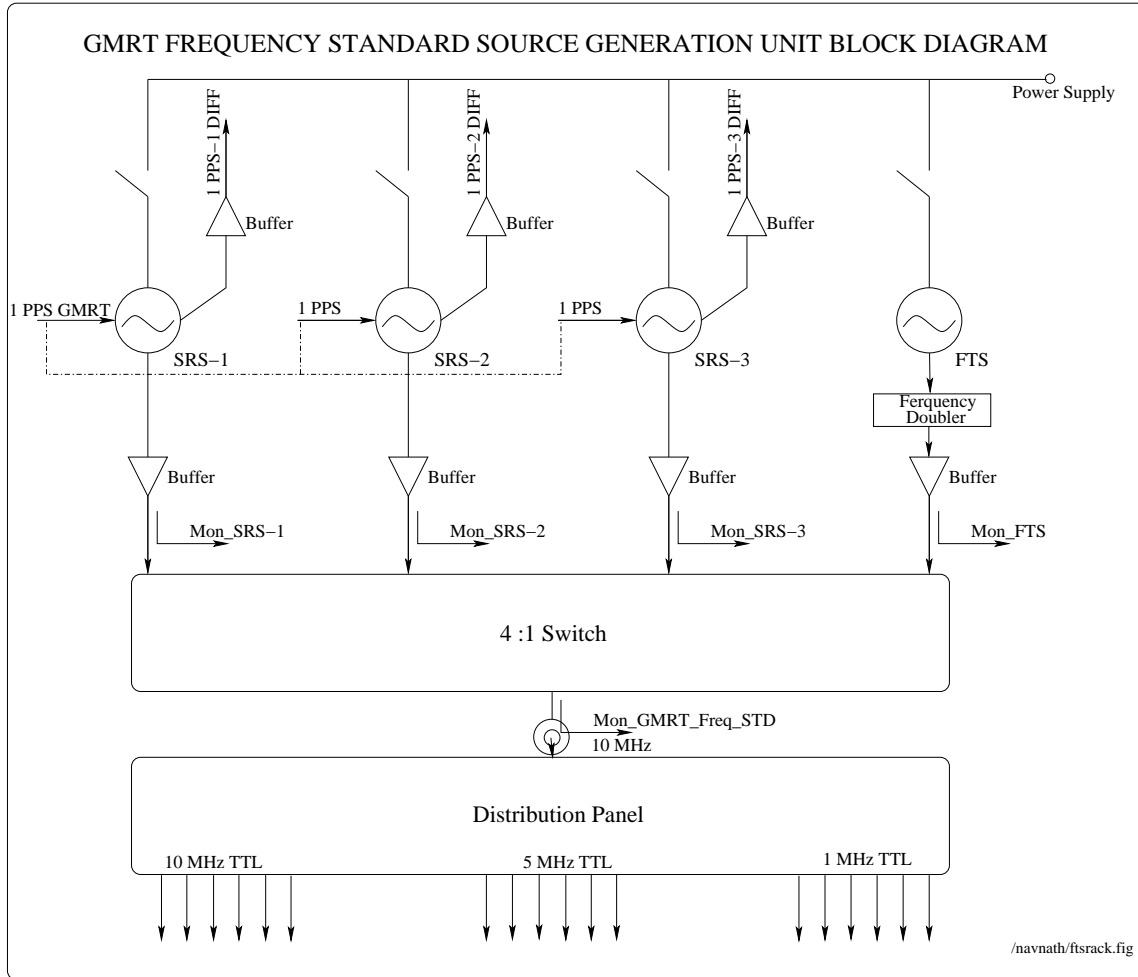 GMRT FREQUENCY STANDARD SOURCE GENERATION UNIT BLOCK DIAGRAM
Power Supply
1 PPS−1 DIFF
1 PPS−2 DIFF
1 PPS−3 DIFF
Buffer
Buffer
Buffer
1 PPS GMRT
1 PPS
1 PPS
SRS−1
SRS−2
SRS−3
FTS
Ferquency
Doubler
Buffer
Buffer
Buffer
Buffer
Mon_SRS−1
Mon_SRS−2
Mon_SRS−3
Mon_FTS
4 :1 Switch
Mon_GMRT_Freq_STD
10 MHz
Distribution Panel
10 MHz TTL
5 MHz TTL
1 MHz TTL
/navnath/ftsrack.fig